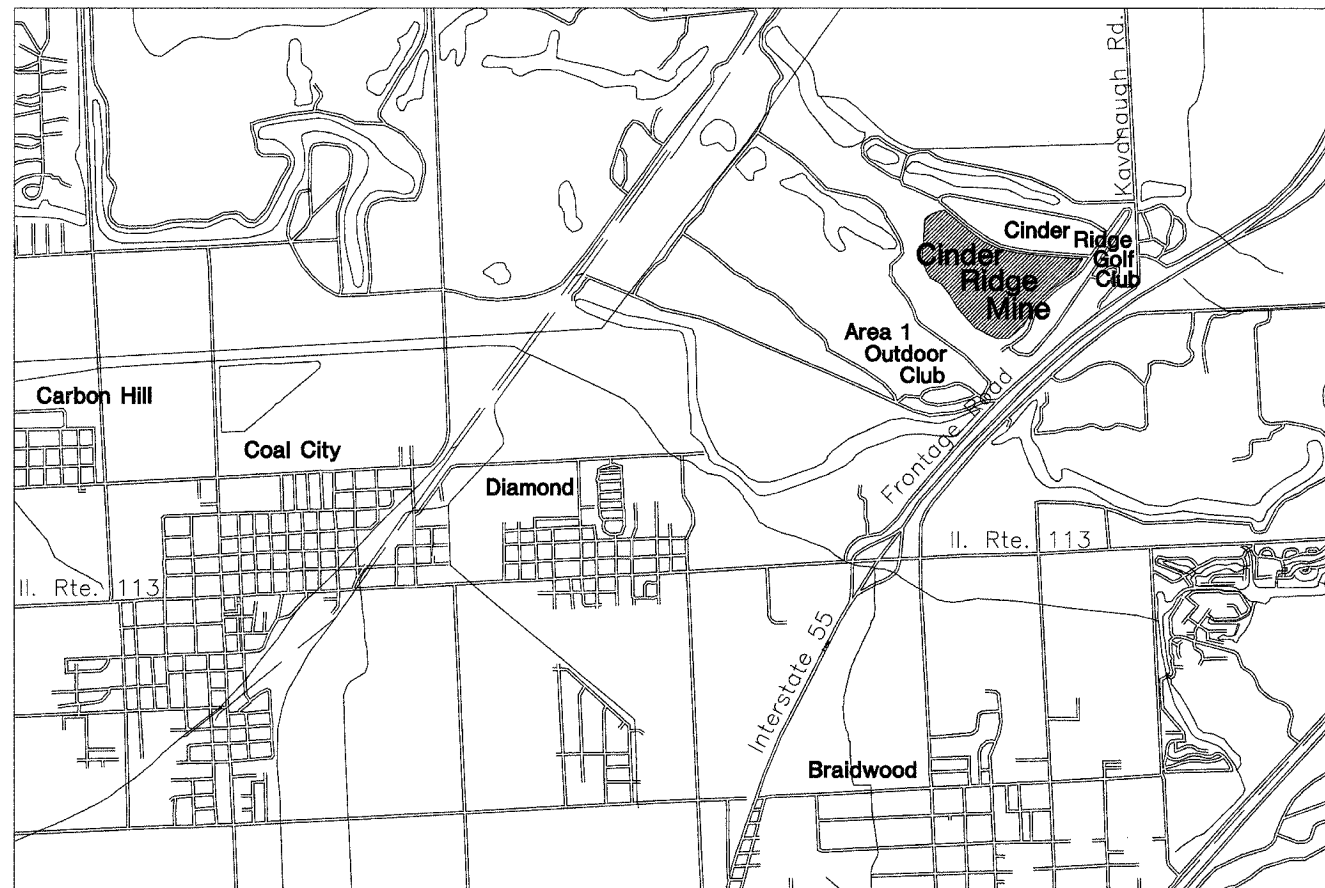 Kavanaugh Rd.
Cinder
Ridge
Golf
Club
Cinder
Ridge
Mine
Area 1
Outdoor
Club
Carbon Hill
Coal City
Diamond
Frontage Road
Il. Rte. 113
Il. Rte. 113
Interstate 55
Braidwood